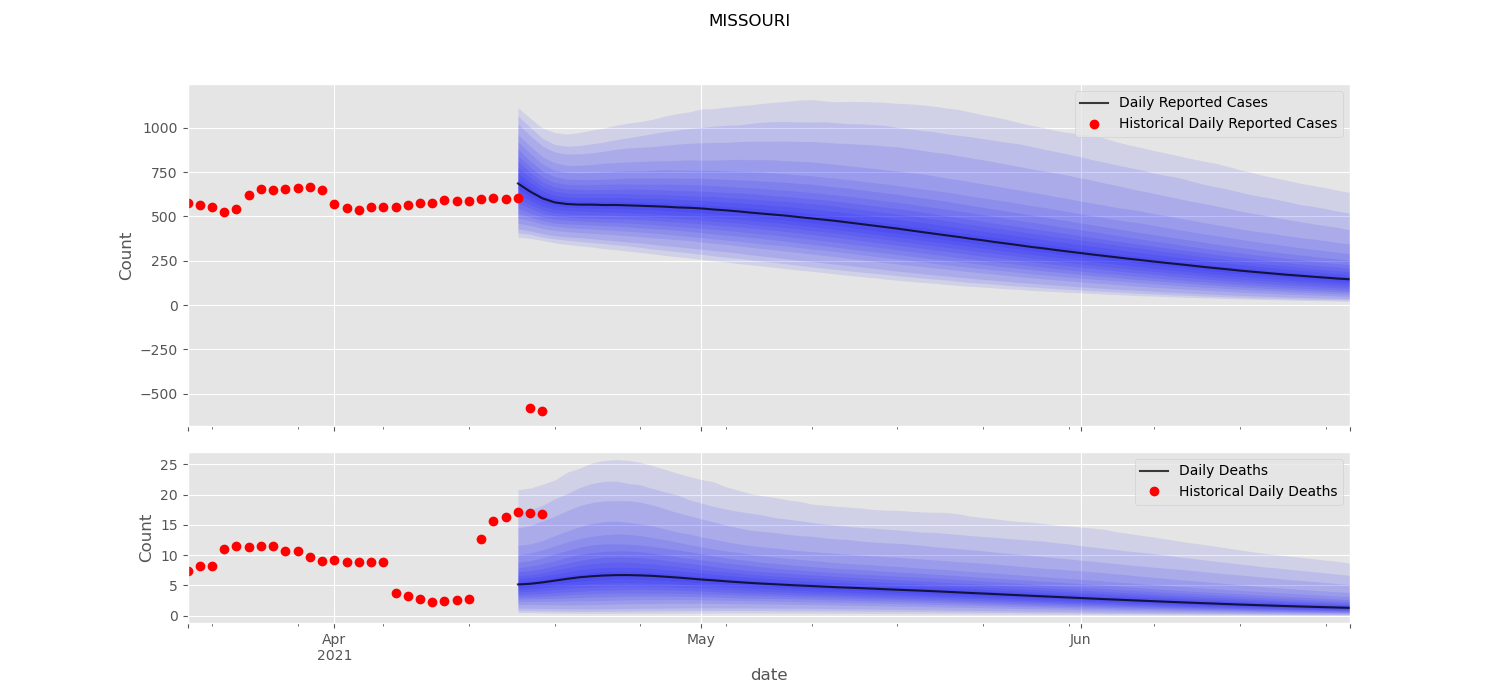 MISSOURI
Daily Reported Cases
Historical Daily Reported Cases
1000
750
500
250
0
−250
−500
Count
Daily Deaths
Historical Daily Deaths
25
20
15
10
5
0
Count
Apr
2021
May
Jun
date